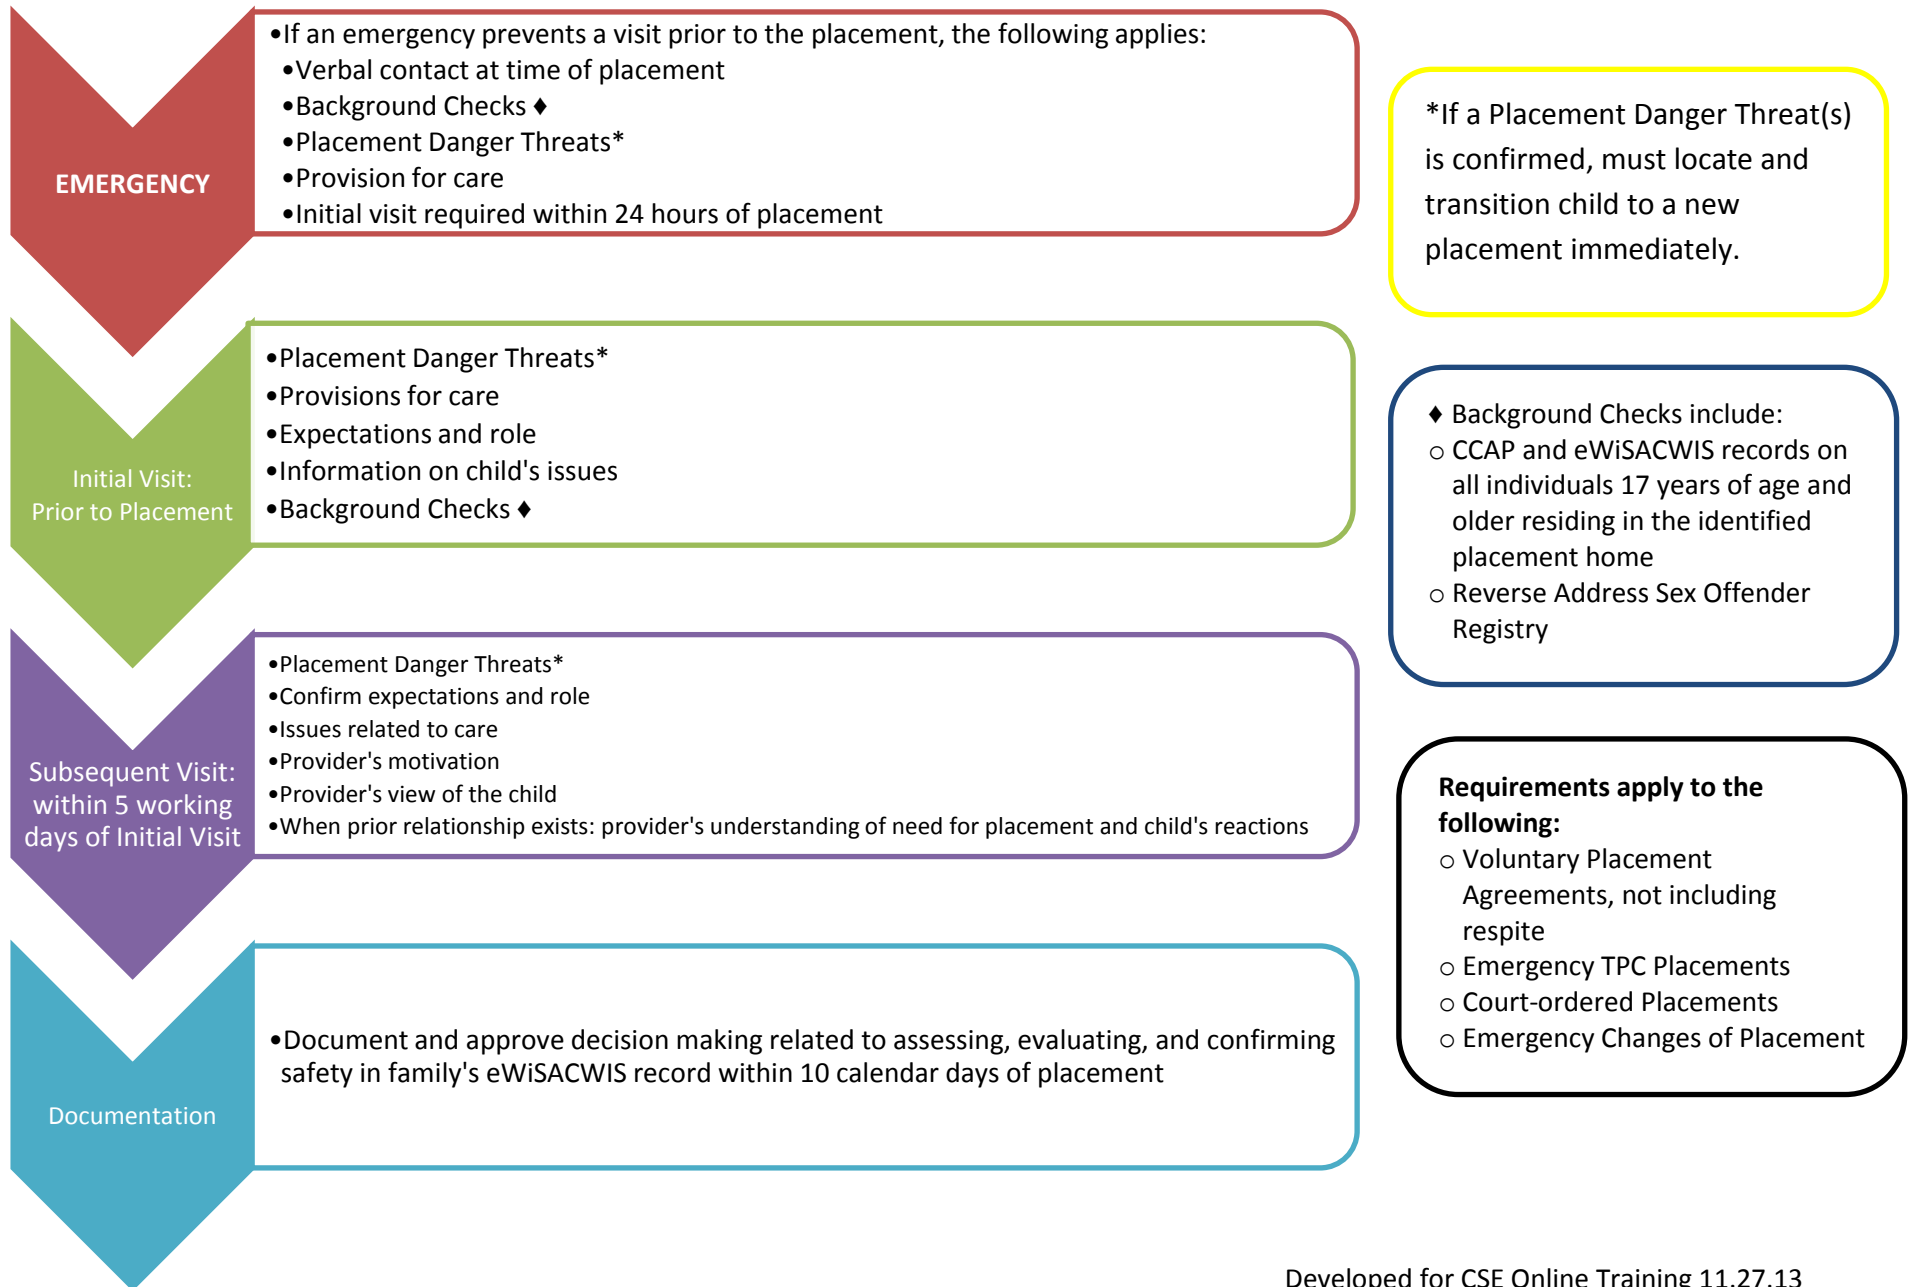 •If an emergency prevents a visit prior to the placement, the following applies:
•Verbal contact at time of placement
•Background Checks ♦
•Placement Danger Threats*
•Provision for care
•Initial visit required within 24 hours of placement
EMERGENCY
•Placement Danger Threats*
•Provisions for care
•Expectations and role
•Information on child's issues
•Background Checks ♦
Initial Visit:
Prior to Placement
•Placement Danger Threats*
•Confirm expectations and role
•Issues related to care
•Provider's motivation
•Provider's view of the child
•When prior relationship exists: provider's understanding of need for placement and child's reactions
Subsequent Visit:
within 5 working
days of Initial Visit
•Document and approve decision making related to assessing, evaluating, and confirming
safety in family's eWiSACWIS record within 10 calendar days of placement
Documentation
*If a Placement Danger Threat(s)
is confirmed, must locate and
transition child to a new
placement immediately.
♦ Background Checks include:
○ CCAP and eWiSACWIS records on
all individuals 17 years of age and
older residing in the identified
placement home
○ Reverse Address Sex Offender
Registry
Requirements apply to the
following:
○ Voluntary Placement
Agreements, not including
respite
○ Emergency TPC Placements
○ Court-ordered Placements
○ Emergency Changes of Placement
Developed for CSE Online Training 11.27.13